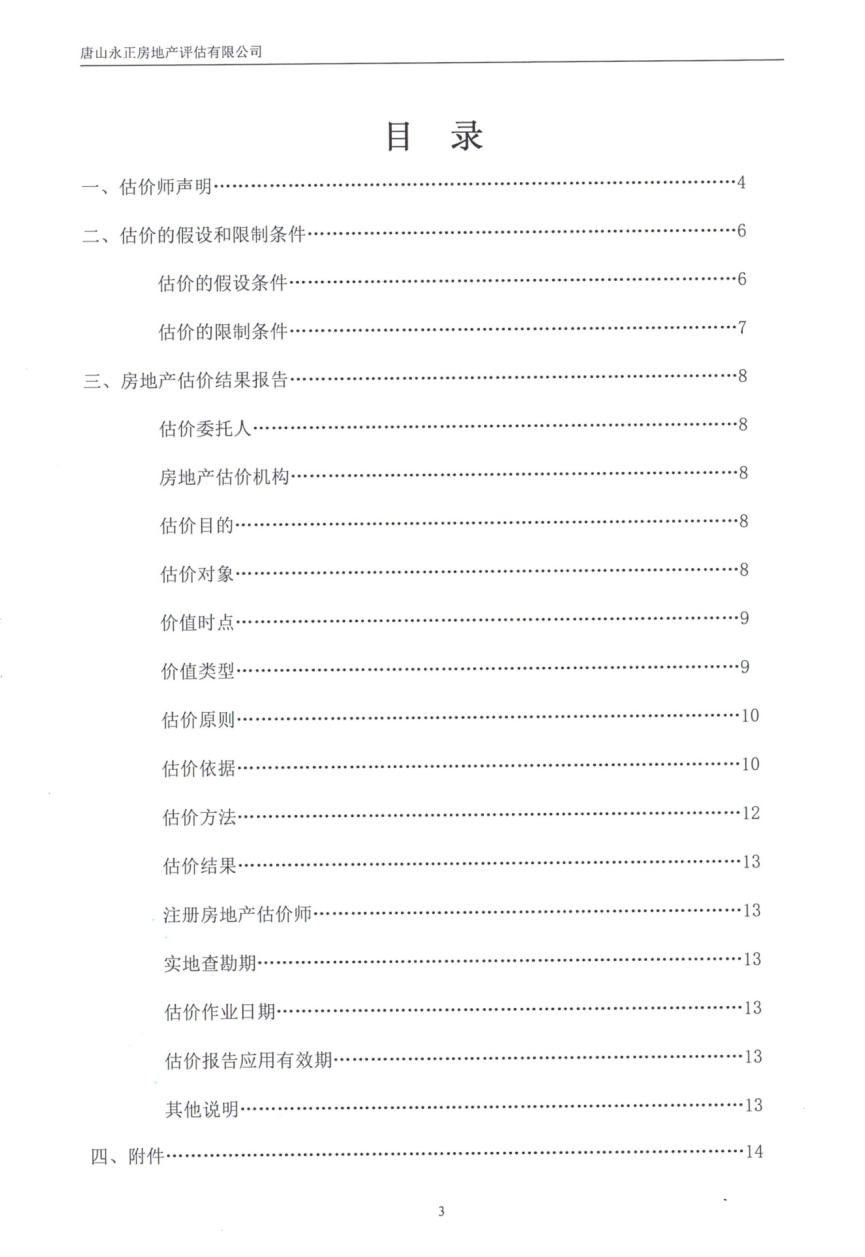 唐山永正房地产评估有限公司
目 录
一、估价师声明……………………………………………………………4
二、估价的假设和限制条件……………………………………………………………6
估价的假设条件……………………………………………………………6
估价的限制条件……………………………………………………………7
三、房地产估价结果报告……………………………………………………………8
估价委托人……………………………………………………………8
房地产估价机构……………………………………………………………8
估价目的……………………………………………………………8
估价对象……………………………………………………………8
价值时点……………………………………………………………9
价值类型……………………………………………………………9
估价原则……………………………………………………………10
估价依据……………………………………………………………10
估价方法……………………………………………………………12
估价结果……………………………………………………………13
注册房地产估价师……………………………………………………………13
实地查勘期……………………………………………………………13
估价作业日期……………………………………………………………13
估价报告应用有效期……………………………………………………………13
其他说明……………………………………………………………13
四、附件……………………………………………………………14
3